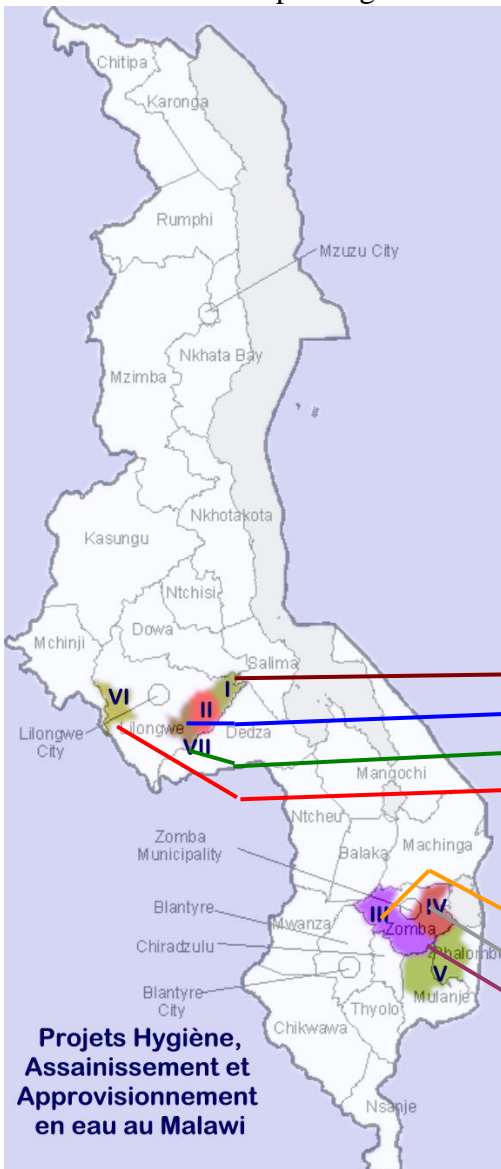 Chitipa
Karonga
Rumphi
Mzuzu City
Nkhata Bay
Mzimba
Nkhotakota
Kasungu
Ntchisi
Dowa
Mchinji
Salima
I
VI
II
Lilongwe
City
Lilongwe
Dedza
VII
Mangochi
Ntcheu
Machinga
Zomba
Municipality
Balaka
Blantyre
III
IV
Mwanza
Zomba
Chiradzulu
Phalombe
V
Blantyre
City
Mulanje
Thyolo
Chikwawa
Projets Hygiène,
Assainissement et
Approvisionnement
en eau au Malawi
Nsanje